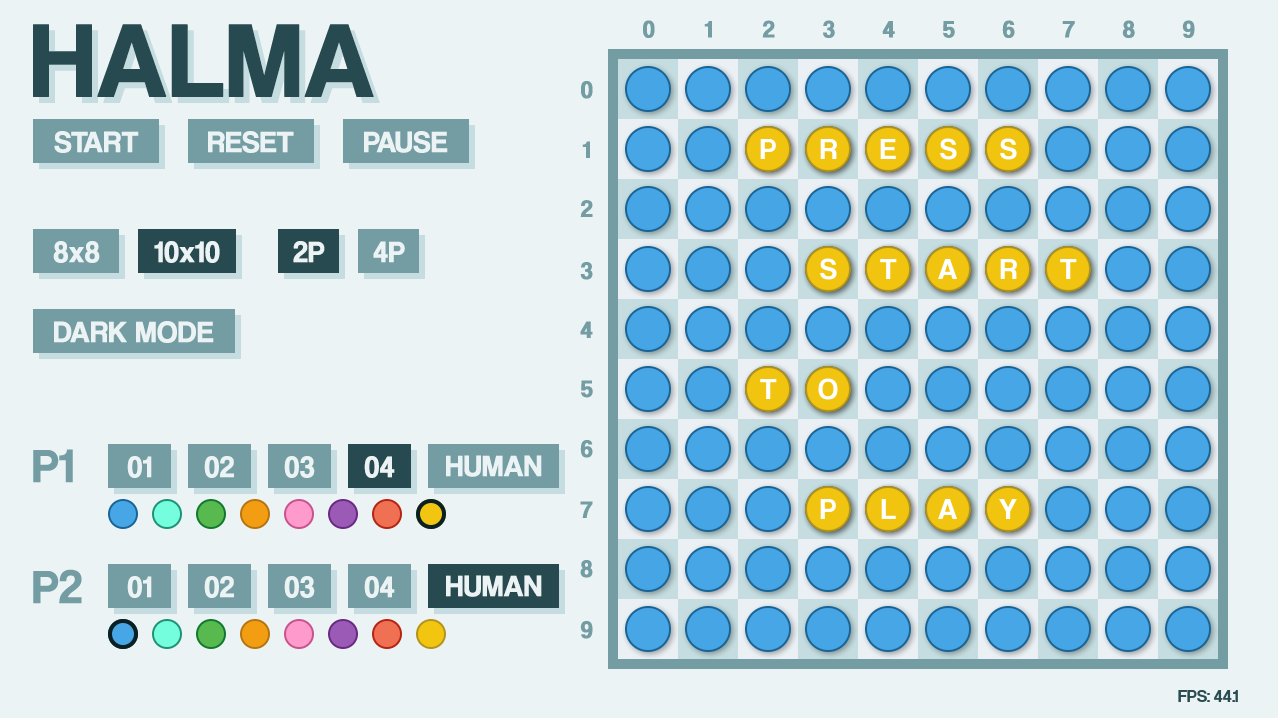 HALMA
START RESET PAUSE
8x8 10x10 2P 4P
DARK MODE
P1 01 02 03 04 HUMAN
P2 01 02 03 04 HUMAN
0 1 2 3 4 5 6 7 8 9
0
1 P R E S S
2
3 S T A R T
4
5 T O
6
7 P L A Y
8
9
FPS: 44.1